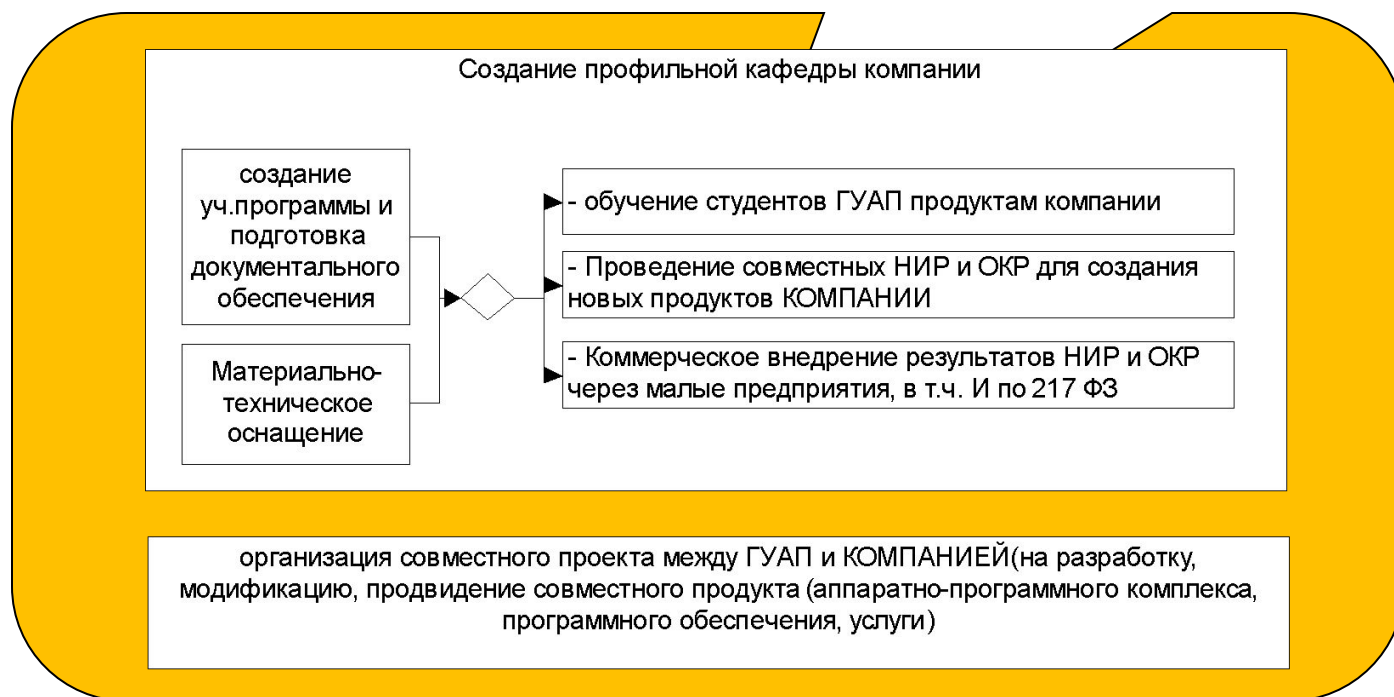 Создание профильной кафедры компании
создание
уч.программы и
подготовка
документального
обеспечения
Материально-
техническое
оснащение
- обучение студентов ГУАП продуктам компании
- Проведение совместных НИР и ОКР для создания
новых продуктов КОМПАНИИ
- Коммерческое внедрение результатов НИР и ОКР
через малые предприятия, в т.ч. И по 217 ФЗ
организация совместного проекта между ГУАП и КОМПАНИЕЙ(на разработку,
модификацию, продвидение совместного продукта (аппаратно-программного комплекса,
программного обеспечения, услуги)